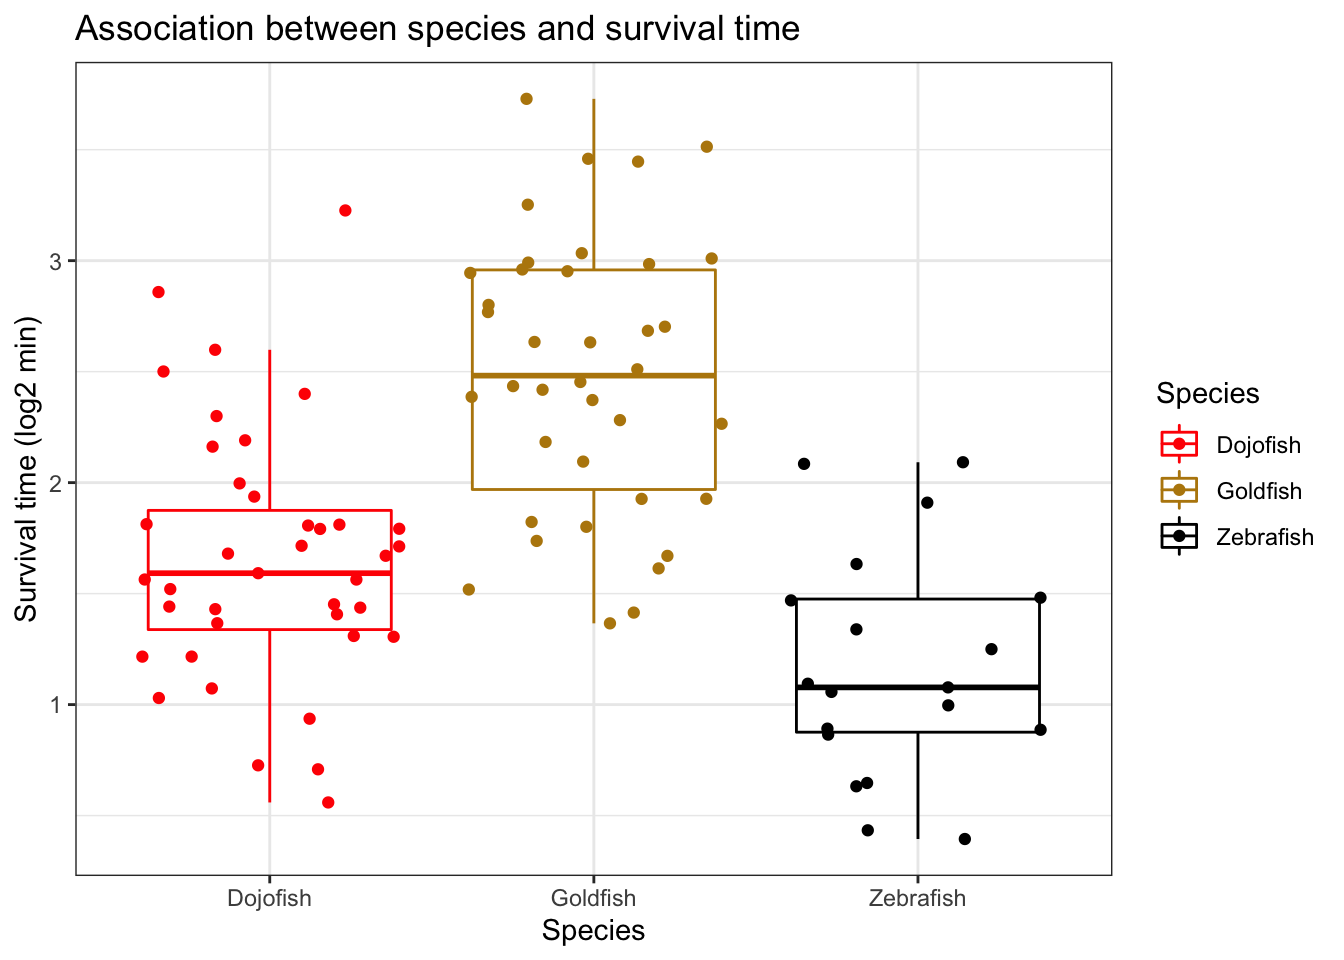 Association between species and survival time
Survival time (log2 min)
3
2
1
Dojofish
Goldfish
Zebrafish
Species
Species
Dojofish
Goldfish
Zebrafish